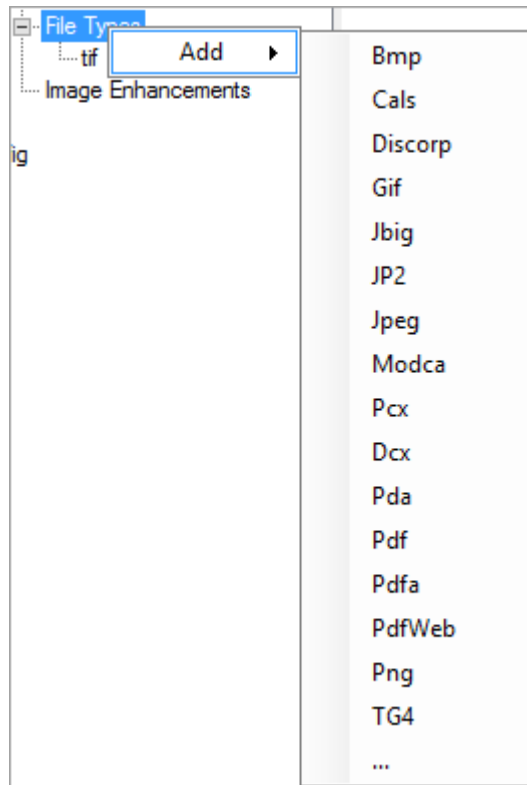 File Types
tif
Add
Image Enhancements
ig
Bmp
Cals
Discorp
Gif
Jbig
JP2
Jpeg
Modca
Pcx
Dcx
Pda
Pdf
Pdfa
PdfWeb
Png
TG4
...